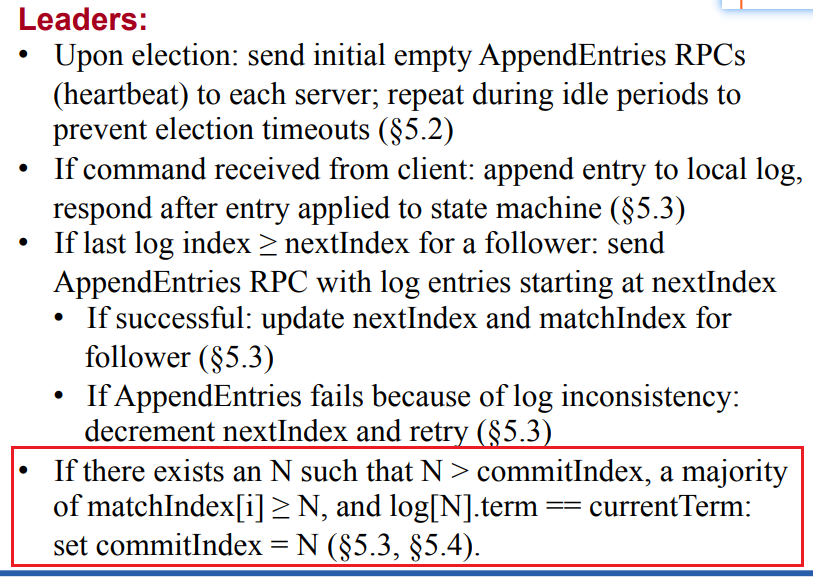 Leaders:
• Upon election: send initial empty AppendEntries RPCs
(heartbeat) to each server; repeat during idle periods to
prevent election timeouts (§5.2)
• If command received from client: append entry to local log,
respond after entry applied to state machine (§5.3)
• If last log index ≥ nextIndex for a follower: send
AppendEntries RPC with log entries starting at nextIndex
• If successful: update nextIndex and matchIndex for
follower (§5.3)
• If AppendEntries fails because of log inconsistency:
decrement nextIndex and retry (§5.3)
• If there exists an N such that N > commitIndex, a majority
of matchIndex[i] ≥ N, and log[N].term == currentTerm:
set commitIndex = N (§5.3, §5.4).